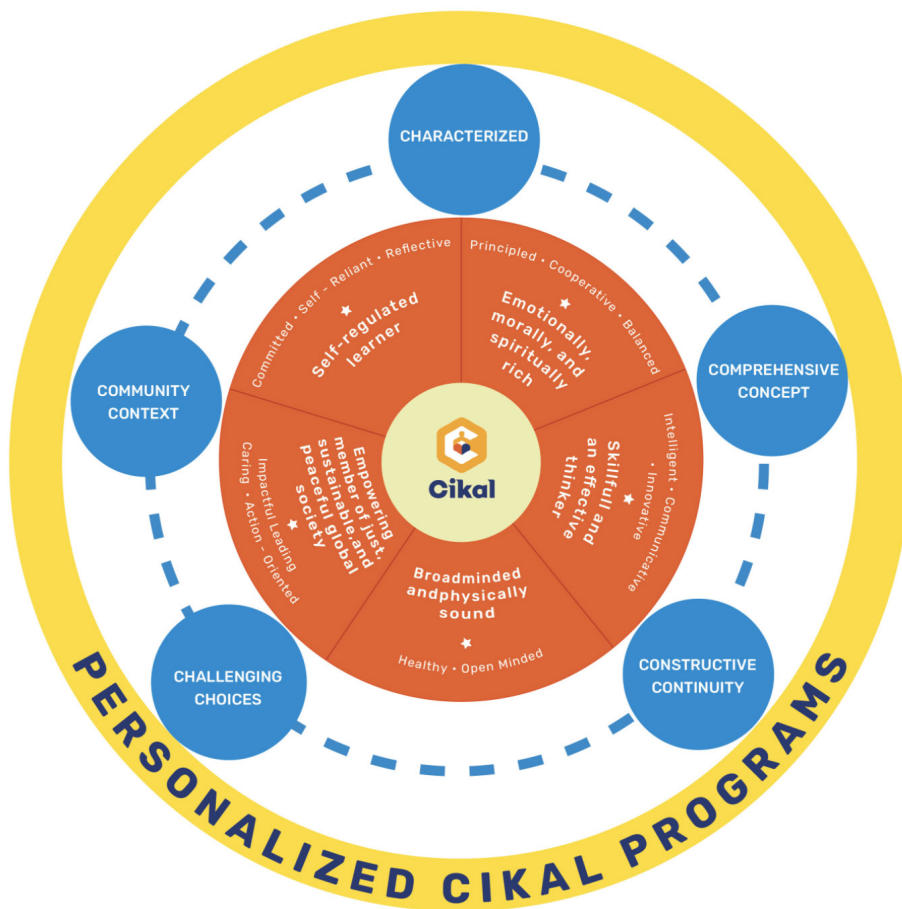 CHARACTERIZED
COMPREHENSIVE
CONCEPT
CONSTRUCTIVE
CONTINUITY
CHALLENGING
CHOICES
COMMUNITY
CONTEXT
Committed • Self - Reliant • Reflective
Self-regulated
learner
Principled • Cooperative • Balanced
Emotionally,
morally, and
spiritually
rich
Intelligent • Communicative
• Innovative
Skilfull and
an effective
thinker
Broadminded
andphysically
sound
Healthy • Open Minded
Empowering
member of just,
sustainable,and
peaceful global
society
Impactful Leading
Caring • Action - Oriented
Cikal
PERSONALIZED CIKAL PROGRAMS